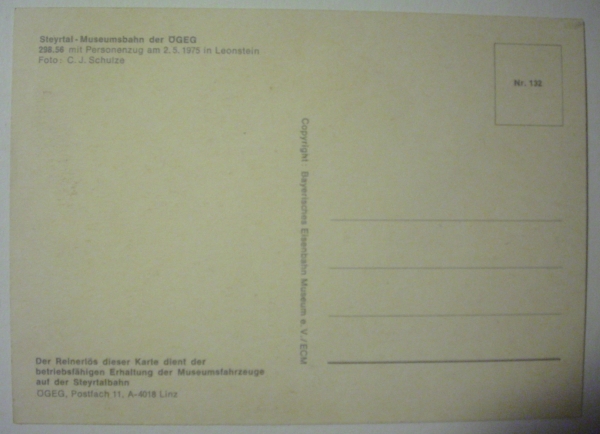 Steyrtal-Museumsbahn der ÖGEG
298.56 mit Personenzug am 2.5.1975 in Leonstein
Foto: C. J. Schulze
Nr. 132
Copyright: Bayerisches Eisenbahn Museum e. V./ECM
Der Reinerlös dieser Karte dient der
betriebsfähigen Erhaltung der Museumsfahrzeuge
auf der Steyrtalbahn
ÖGEG, Postfach 11, A-4018 Linz